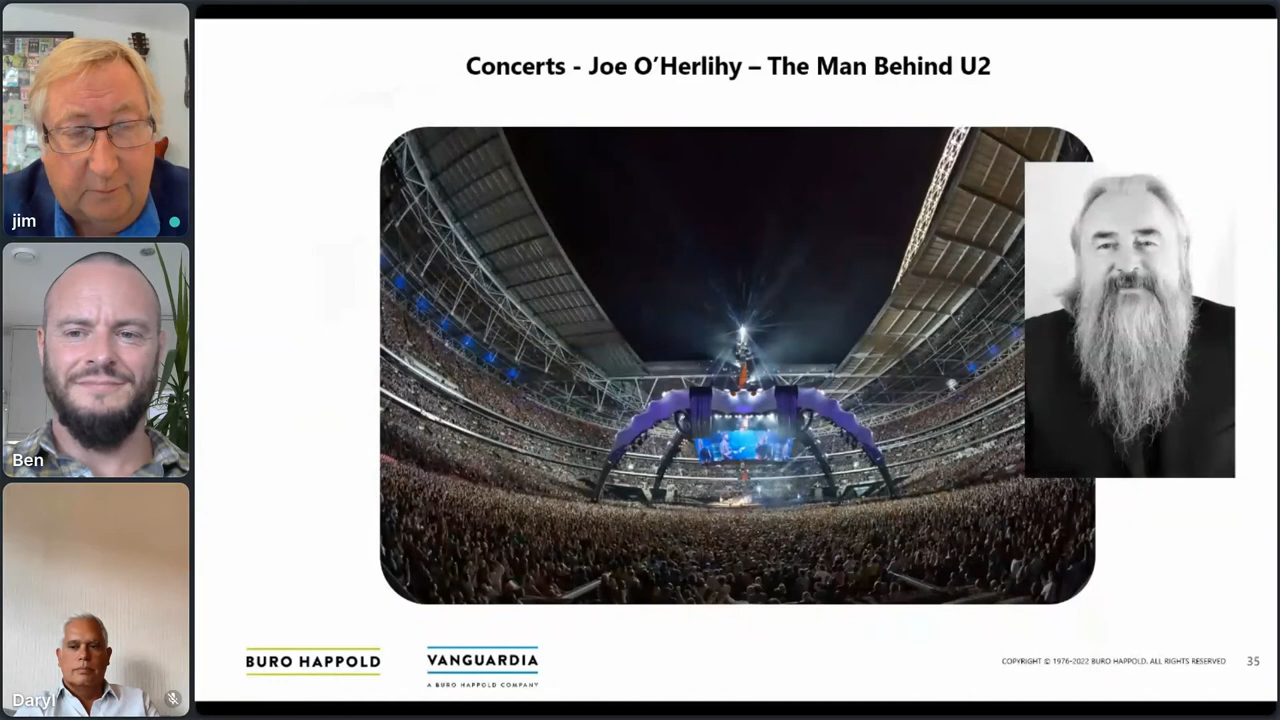 Concerts - Joe O’Herlihy – The Man Behind U2
jim
Ben
Daryl
BURO HAPPOLD
VANGUARDIA
A BURO HAPPOLD COMPANY
COPYRIGHT © 1976-2022 BURO HAPPOLD. ALL RIGHTS RESERVED
35